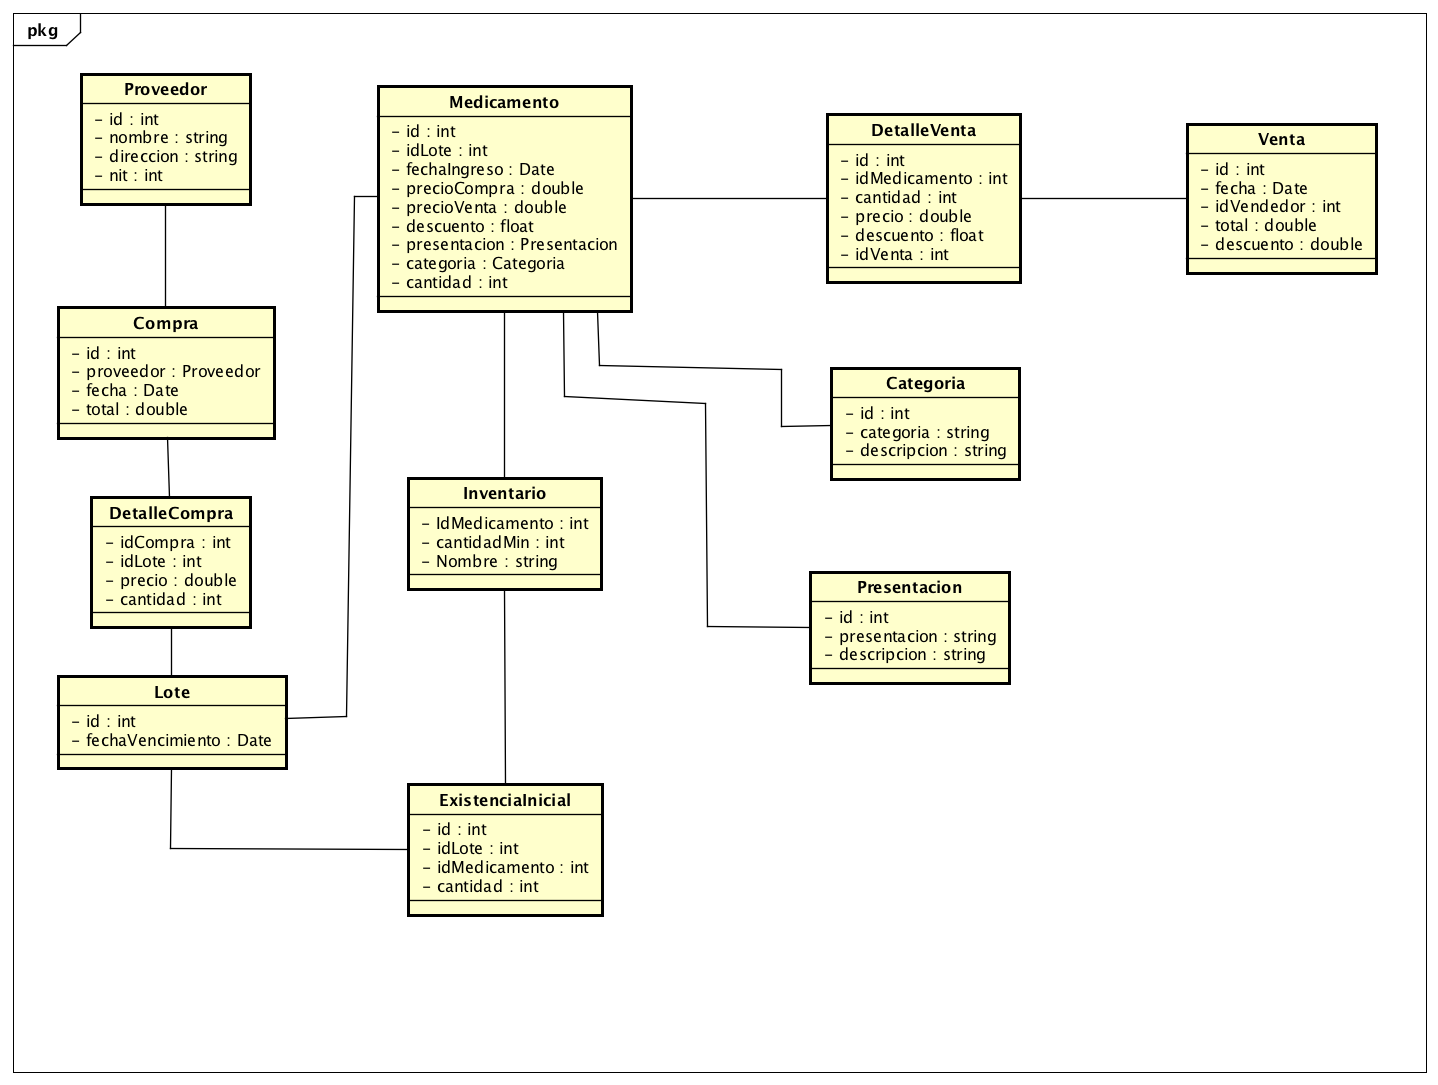 pkg
Proveedor
- id : int
- nombre : string
- direccion : string
- nit : int
Medicamento
- id : int
- idLote : int
- fechaIngreso : Date
- precioCompra : double
- precioVenta : double
- descuento : float
- presentacion : Presentacion
- categoria : Categoria
- cantidad : int
DetalleVenta
- id : int
- idMedicamento : int
- cantidad : int
- precio : double
- descuento : float
- idVenta : int
Venta
- id : int
- fecha : Date
- idVendedor : int
- total : double
- descuento : double
Compra
- id : int
- proveedor : Proveedor
- fecha : Date
- total : double
Categoria
- id : int
- categoria : string
- descripcion : string
DetalleCompra
- idCompra : int
- idLote : int
- precio : double
- cantidad : int
Inventario
- IdMedicamento : int
- cantidadMin : int
- Nombre : string
Presentacion
- id : int
- presentacion : string
- descripcion : string
Lote
- id : int
- fechaVencimiento : Date
ExistenciaInicial
- id : int
- idLote : int
- idMedicamento : int
- cantidad : int